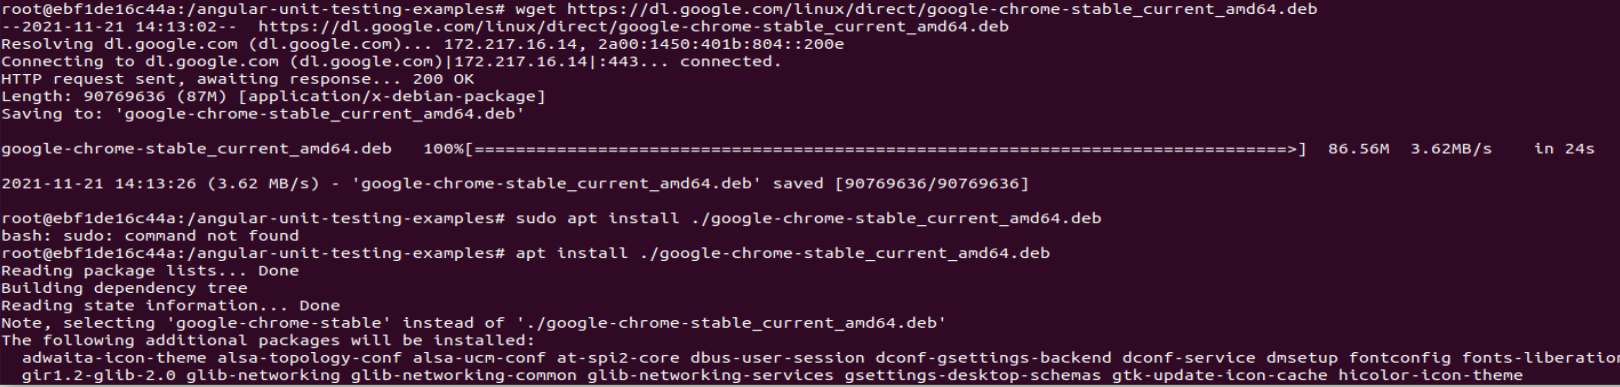 root@ebf1de16c44a:/angular-unit-testing-examples# wget https://dl.google.com/linux/direct/google-chrome-stable_current_amd64.deb
--2021-11-21 14:13:02--  https://dl.google.com/linux/direct/google-chrome-stable_current_amd64.deb
Resolving dl.google.com (dl.google.com)... 172.217.16.14, 2a00:1450:401b:804::200e
Connecting to dl.google.com (dl.google.com)|172.217.16.14|:443... connected.
HTTP request sent, awaiting response... 200 OK
Length: 90769636 (87M) [application/x-debian-package]
Saving to: 'google-chrome-stable_current_amd64.deb'
google-chrome-stable_current_amd64.deb   100%[===============================================================================>]  86.56M  3.62MB/s    in 24s
2021-11-21 14:13:26 (3.62 MB/s) - 'google-chrome-stable_current_amd64.deb' saved [90769636/90769636]
root@ebf1de16c44a:/angular-unit-testing-examples# sudo apt install ./google-chrome-stable_current_amd64.deb
bash: sudo: command not found
root@ebf1de16c44a:/angular-unit-testing-examples# apt install ./google-chrome-stable_current_amd64.deb
Reading package lists... Done
Building dependency tree
Reading state information... Done
Note, selecting 'google-chrome-stable' instead of './google-chrome-stable_current_amd64.deb'
The following additional packages will be installed:
  adwaita-icon-theme alsa-topology-conf alsa-ucm-conf at-spi2-core dbus-user-session dconf-gsettings-backend dconf-service dmsetup fontconfig fonts-liberation
  gir1.2-glib-2.0 glib-networking glib-networking-common glib-networking-services gsettings-desktop-schemas gtk-update-icon-cache hicolor-icon-theme